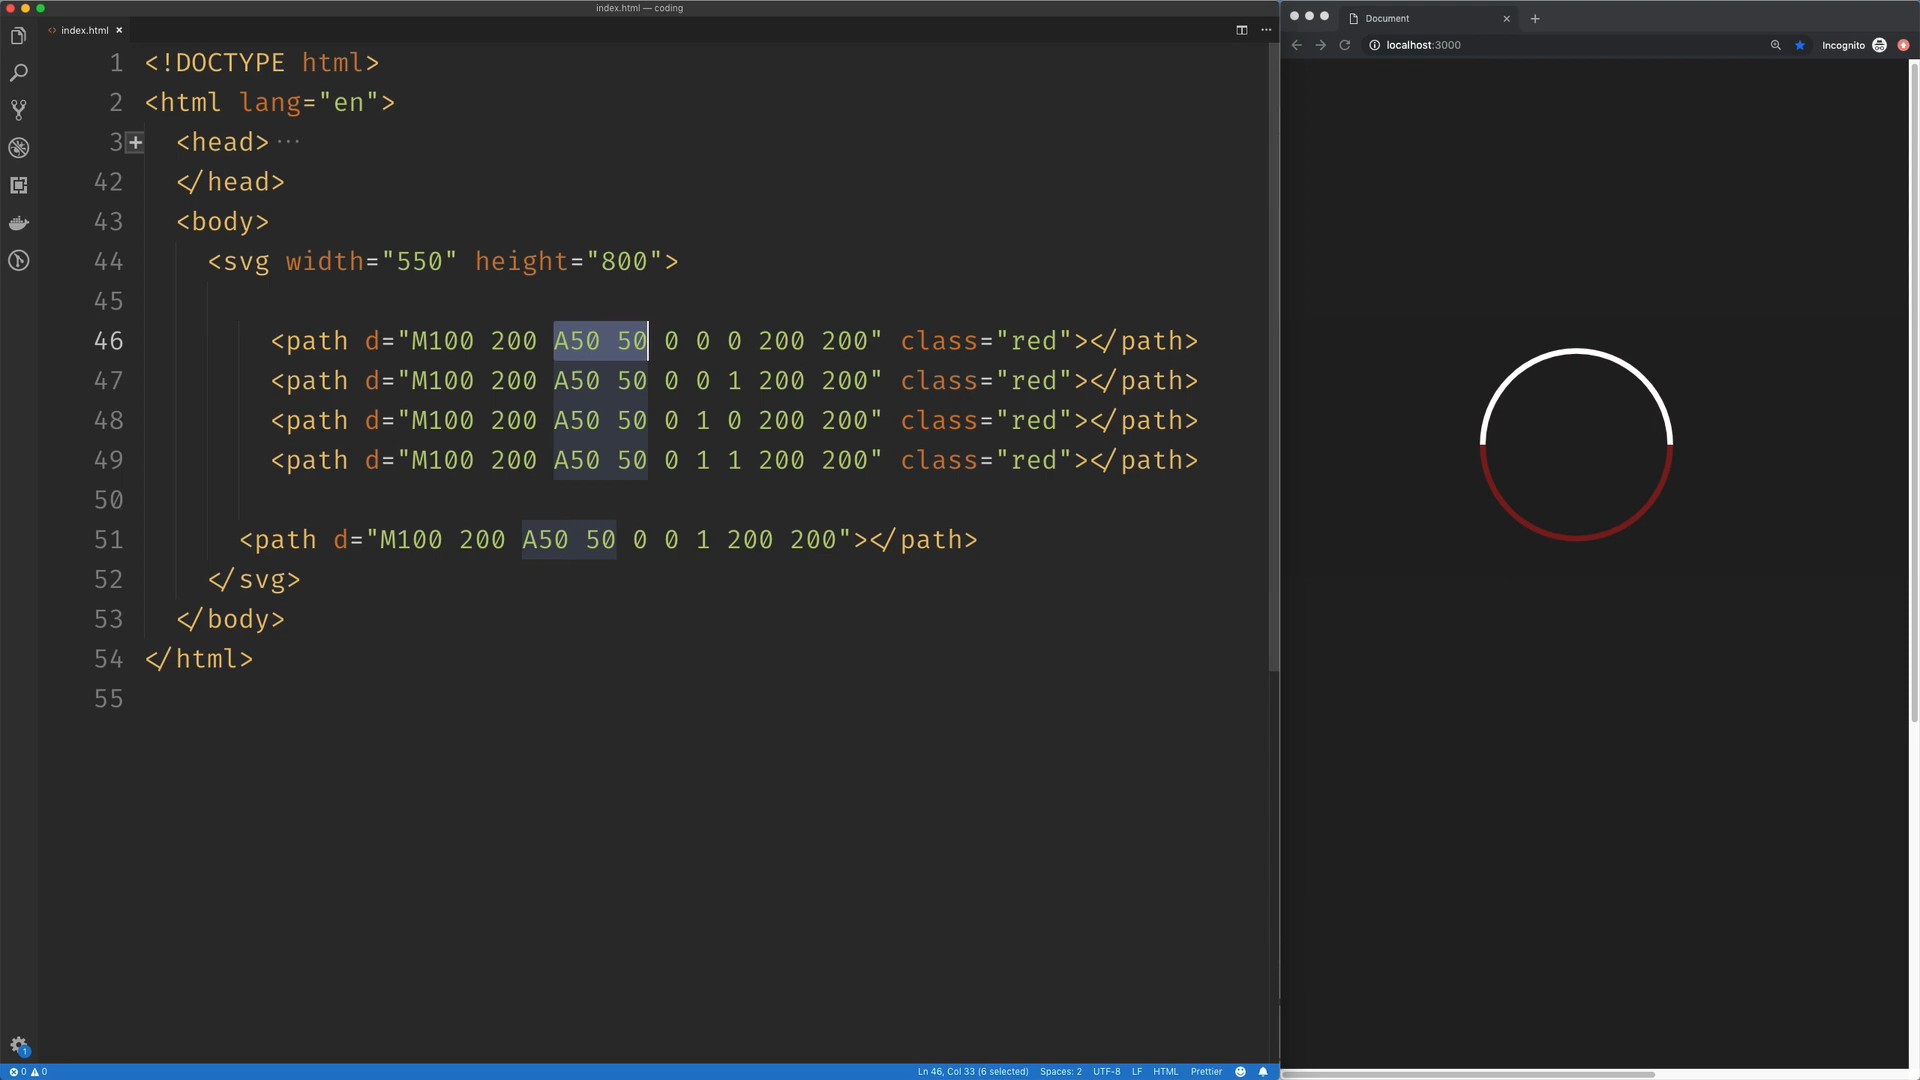 index.html — coding
index.html
1 <!DOCTYPE html>
2 <html lang="en">
3 <head>···
42 </head>
43 <body>
44 <svg width="550" height="800">
45
46 <path d="M100 200 A50 50 0 0 0 200 200" class="red"></path>
47 <path d="M100 200 A50 50 0 0 1 200 200" class="red"></path>
48 <path d="M100 200 A50 50 0 1 0 200 200" class="red"></path>
49 <path d="M100 200 A50 50 0 1 1 200 200" class="red"></path>
50
51 <path d="M100 200 A50 50 0 0 1 200 200"></path>
52 </svg>
53 </body>
54 </html>
55
1
0 0 Ln 46, Col 33 (6 selected) Spaces: 2 UTF-8 LF HTML Prettier
Document
localhost:3000 Incognito